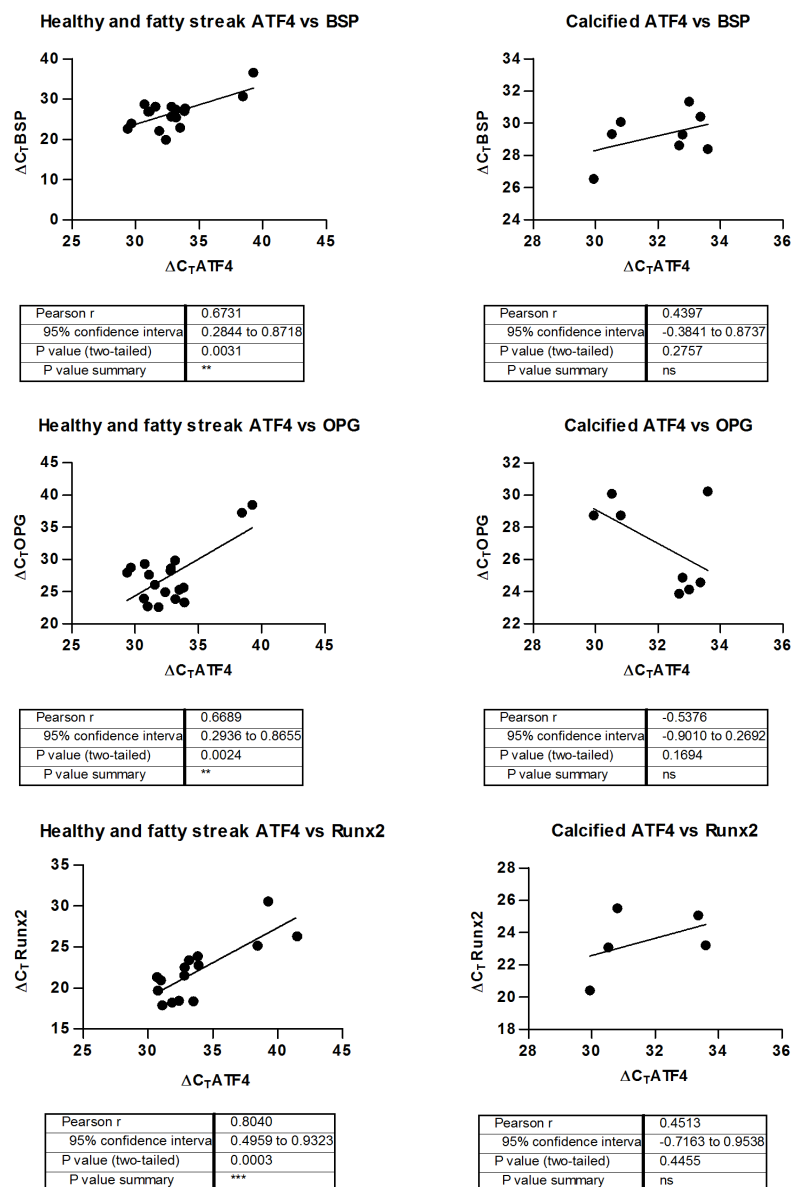 Healthy and fatty streak ATF4 vs BSP
40
30
20
10
0
25 30 35 40 45
ΔCTBSP
ΔCTATF4
Pearson r 0.6731
95% confidence interva 0.2844 to 0.8718
P value (two-tailed) 0.0031
P value summary **
Calcified ATF4 vs BSP
34
32
30
28
26
24
28 30 32 34 36
ΔCTBSP
ΔCTATF4
Pearson r 0.4397
95% confidence interva -0.3841 to 0.8737
P value (two-tailed) 0.2757
P value summary ns
Healthy and fatty streak ATF4 vs OPG
45
40
35
30
25
20
25 30 35 40 45
ΔCTOPG
ΔCTATF4
Pearson r 0.6689
95% confidence interva 0.2936 to 0.8655
P value (two-tailed) 0.0024
P value summary **
Calcified ATF4 vs OPG
32
30
28
26
24
22
28 30 32 34 36
ΔCTOPG
ΔCTATF4
Pearson r -0.5376
95% confidence interva -0.9010 to 0.2692
P value (two-tailed) 0.1694
P value summary ns
Healthy and fatty streak ATF4 vs Runx2
35
30
25
20
15
25 30 35 40 45
ΔCT Runx2
ΔCTATF4
Pearson r 0.8040
95% confidence interva 0.4959 to 0.9323
P value (two-tailed) 0.0003
P value summary ***
Calcified ATF4 vs Runx2
28
26
24
22
20
18
28 30 32 34 36
ΔCT Runx2
ΔCTATF4
Pearson r 0.4513
95% confidence interva -0.7163 to 0.9538
P value (two-tailed) 0.4455
P value summary ns